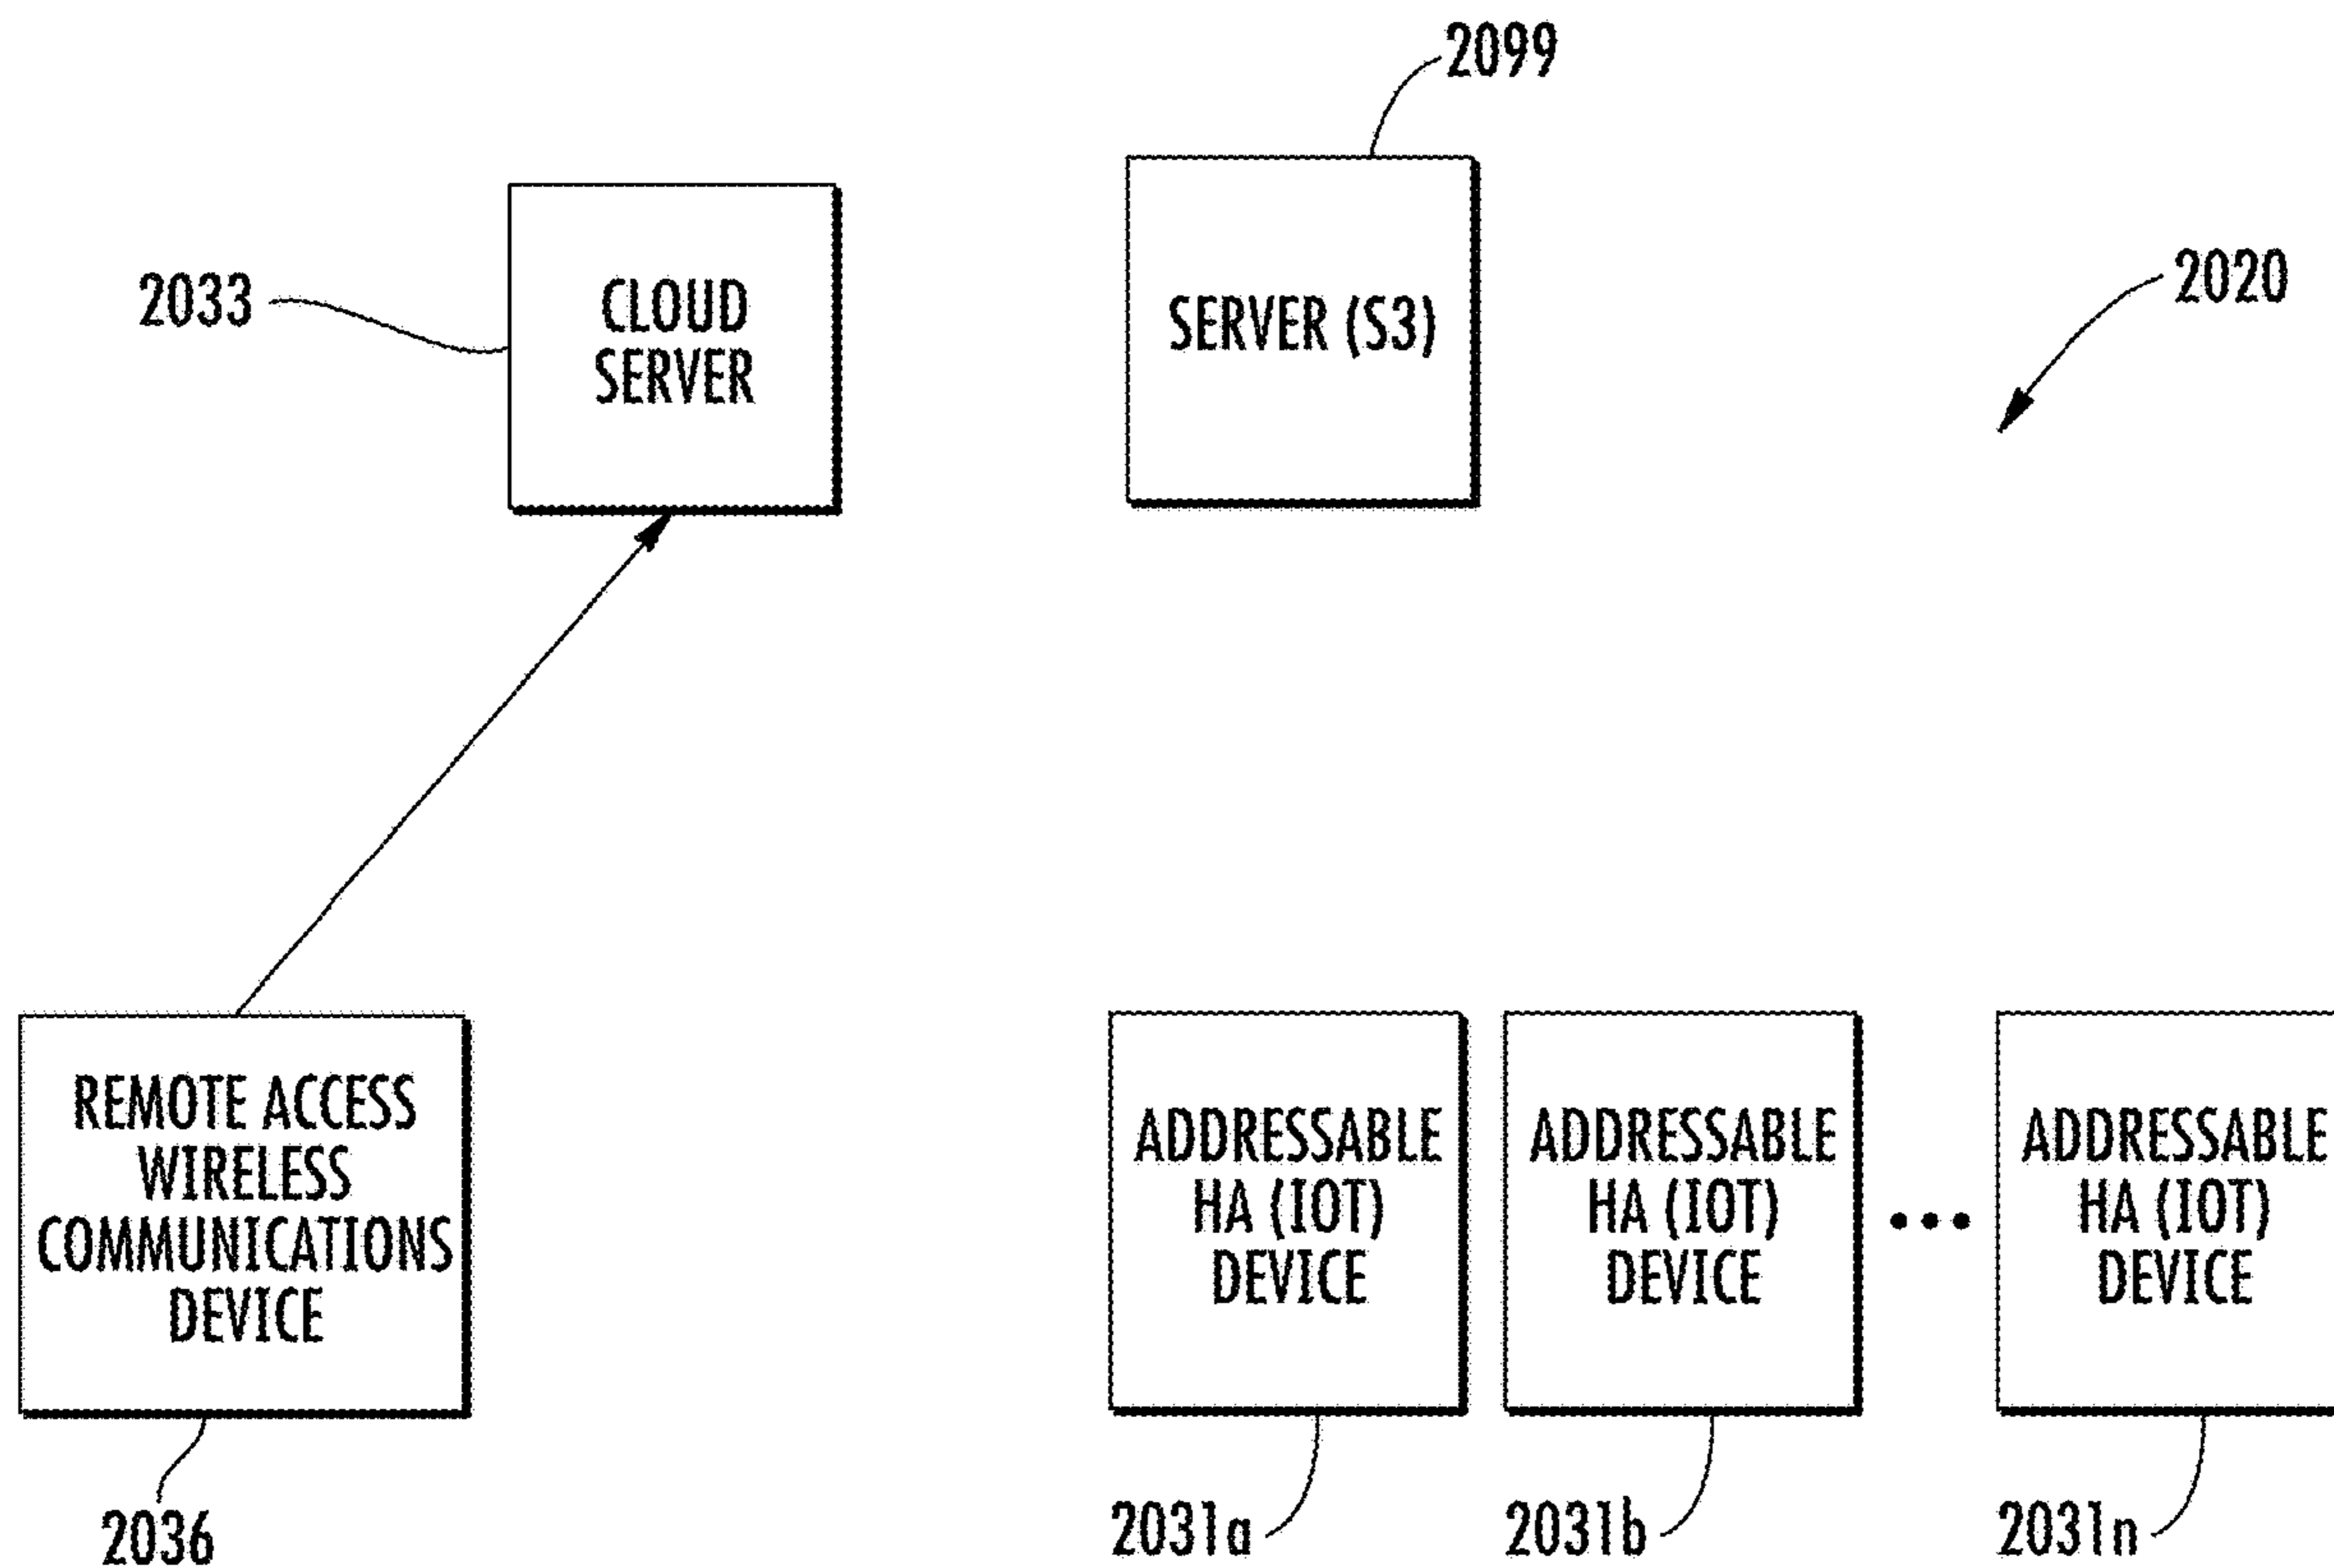 2099
2033
CLOUD
SERVER
SERVER (S3)
2020
REMOTE ACCESS
WIRELESS
COMMUNICATIONS
DEVICE
ADDRESSABLE
HA (IOT)
DEVICE
ADDRESSABLE
HA (IOT)
DEVICE
•••
ADDRESSABLE
HA (IOT)
DEVICE
2036
2031a
2031b
2031n